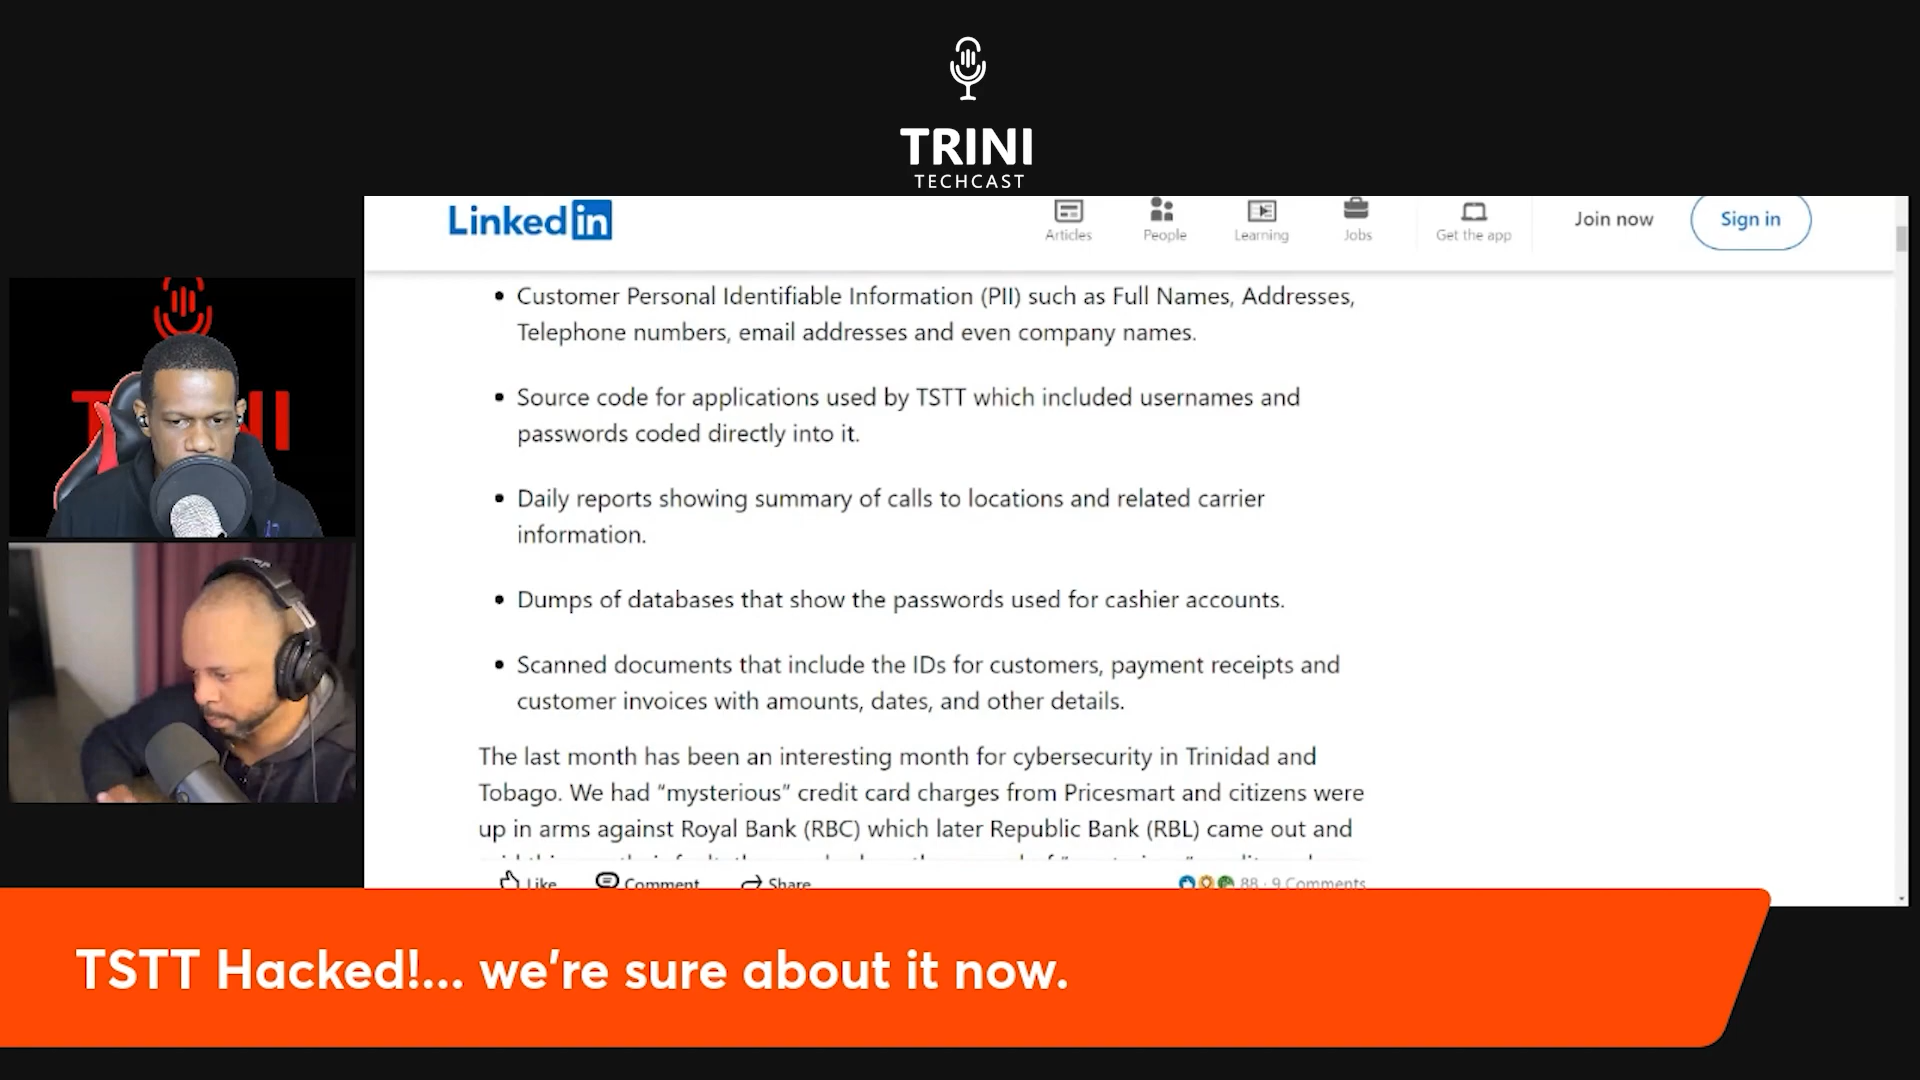 TRINI
TECHCAST
Linked in
Articles
People
Learning
Jobs
Get the app
Join now
Sign in
• Customer Personal Identifiable Information (PII) such as Full Names, Addresses,
Telephone numbers, email addresses and even company names.
• Source code for applications used by TSTT which included usernames and
passwords coded directly into it.
• Daily reports showing summary of calls to locations and related carrier
information.
• Dumps of databases that show the passwords used for cashier accounts.
• Scanned documents that include the IDs for customers, payment receipts and
customer invoices with amounts, dates, and other details.
The last month has been an interesting month for cybersecurity in Trinidad and
Tobago. We had “mysterious” credit card charges from Pricesmart and citizens were
up in arms against Royal Bank (RBC) which later Republic Bank (RBL) came out and
Like
Comment
Share
88 · 9 Comments
TSTT Hacked!... we're sure about it now.